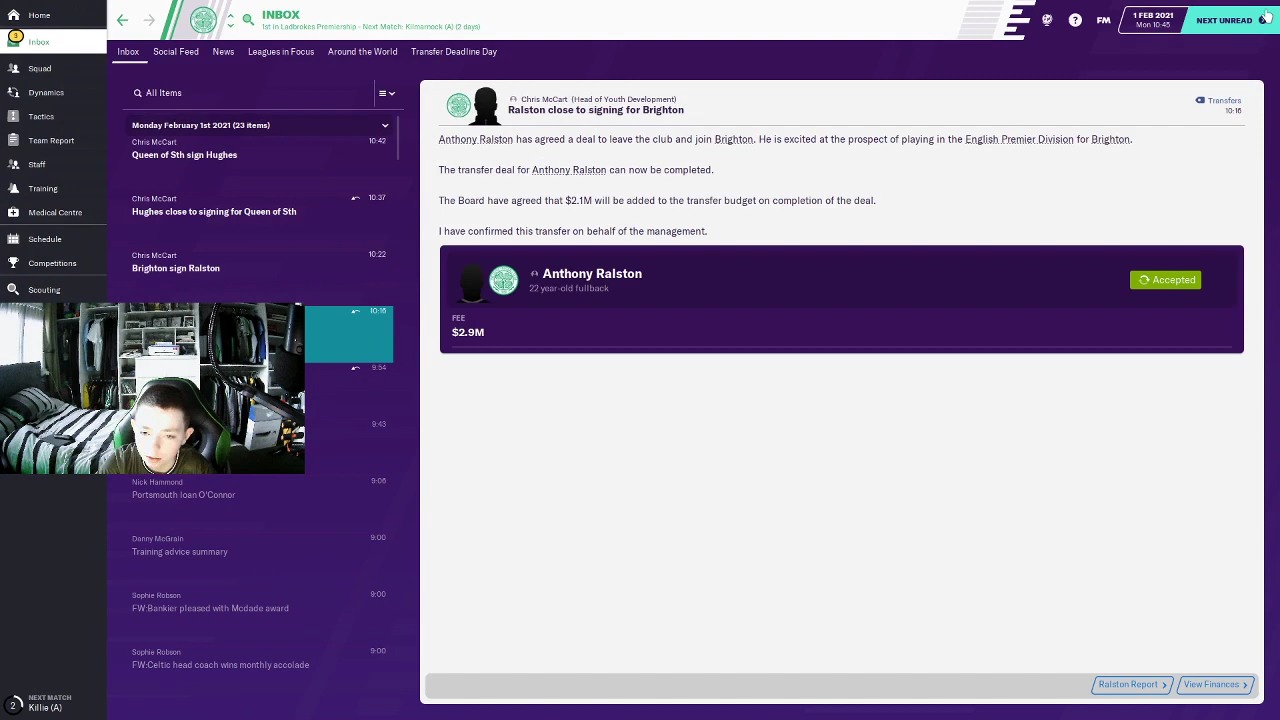 Home
3
Inbox
Squad
Dynamics
Tactics
Team Report
Staff
Training
Medical Centre
Schedule
Competitions
Scouting
2
NEXT MATCH
Killie (A)
INBOX
1st in Ladbrokes Premiership - Next Match: Kilmarnock (A) (2 days)
?
FM
1 FEB 2021
Mon 10:45
NEXT UNREAD
Inbox
Social Feed
News
Leagues in Focus
Around the World
Transfer Deadline Day
All Items
Monday February 1st 2021 (23 items)
Chris McCart
10:42
Queen of Sth sign Hughes
Chris McCart
10:37
Hughes close to signing for Queen of Sth
Chris McCart
10:22
Brighton sign Ralston
10:16
9:54
9:43
Nick Hammond
9:06
Portsmouth loan O'Connor
Danny McGrain
9:00
Training advice summary
Sophie Robson
9:00
FW:Bankier pleased with Mcdade award
Sophie Robson
9:00
FW:Celtic head coach wins monthly accolade
Chris McCart (Head of Youth Development)
Ralston close to signing for Brighton
Transfers
10:16
Anthony Ralston has agreed a deal to leave the club and join Brighton. He is excited at the prospect of playing in the English Premier Division for Brighton.
The transfer deal for Anthony Ralston can now be completed.
The Board have agreed that $2.1M will be added to the transfer budget on completion of the deal.
I have confirmed this transfer on behalf of the management.
Anthony Ralston
22 year-old fullback
Accepted
FEE
$2.9M
Ralston Report
View Finances